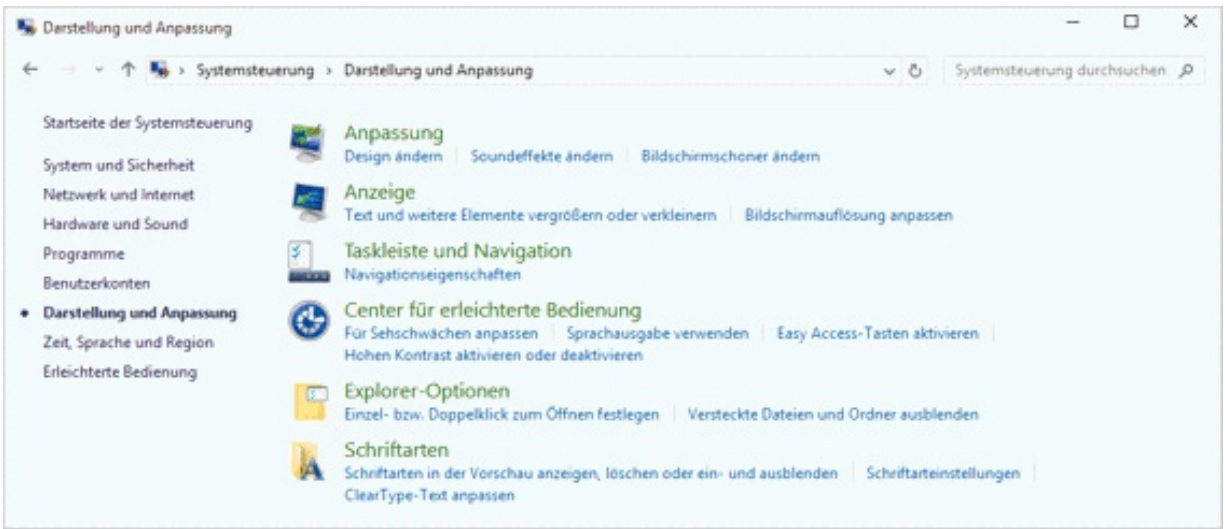 Darstellung und Anpassung
Systemsteuerung › Darstellung und Anpassung
Systemsteuerung durchsuchen
Startseite der Systemsteuerung
System und Sicherheit
Netzwerk und Internet
Hardware und Sound
Programme
Benutzerkonten
Darstellung und Anpassung
Zeit, Sprache und Region
Erleichterte Bedienung
Anpassung
Design ändern | Soundeffekte ändern | Bildschirmschoner ändern
Anzeige
Text und weitere Elemente vergrößern oder verkleinern | Bildschirmauflösung anpassen
Taskleiste und Navigation
Navigationseigenschaften
Center für erleichterte Bedienung
Für Sehschwächen anpassen | Sprachausgabe verwenden | Easy Access-Tasten aktivieren |
Hohen Kontrast aktivieren oder deaktivieren
Explorer-Optionen
Einzel- bzw. Doppelklick zum Öffnen festlegen | Versteckte Dateien und Ordner ausblenden
Schriftarten
Schriftarten in der Vorschau anzeigen, löschen oder ein- und ausblenden | Schriftarteinstellungen |
ClearType-Text anpassen